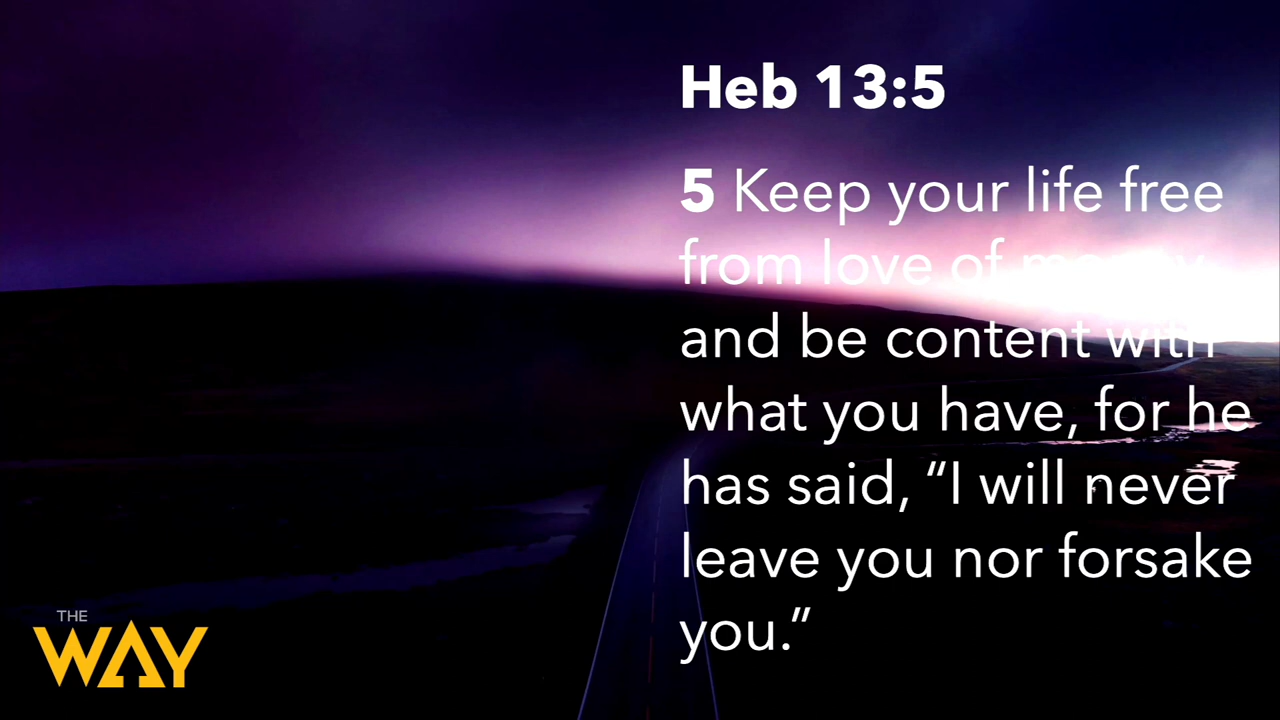 Heb 13:5
5 Keep your life free
from love of money
and be content with
what you have, for he
has said, “I will never
leave you nor forsake
you.”
THE
WAY